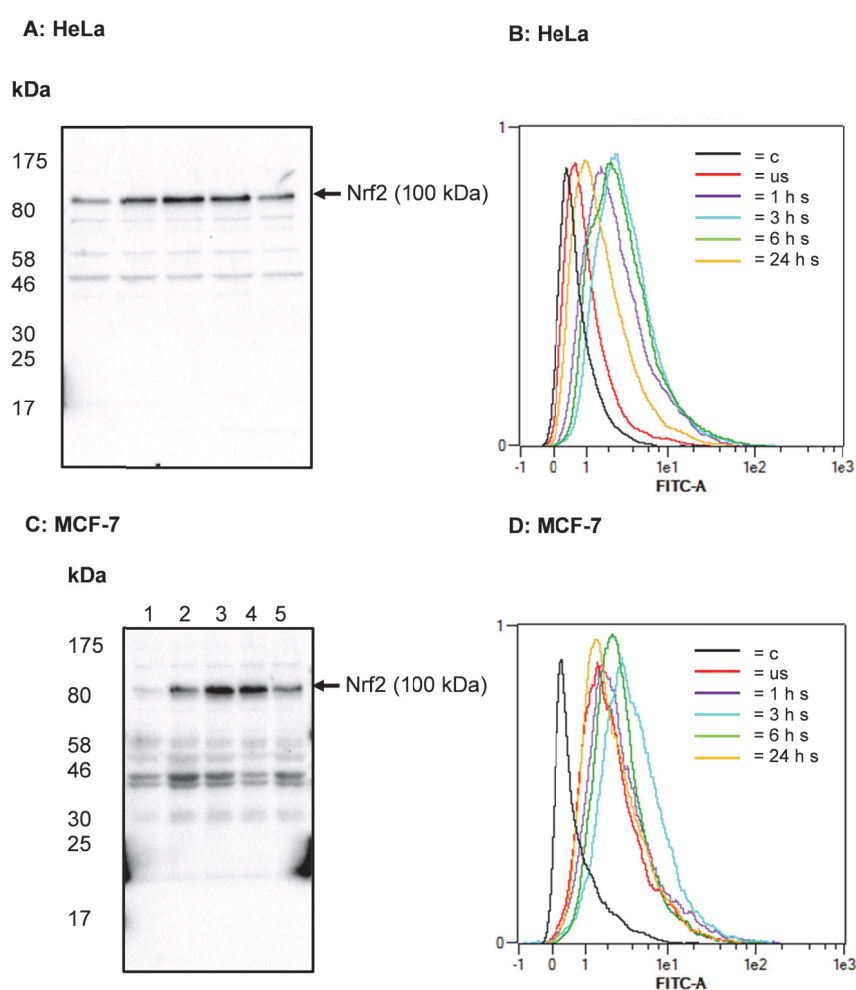 A: HeLa
kDa
175
80
58
46
30
25
17
Nrf2 (100 kDa)
B: HeLa
1
0
= c
= us
= 1 h s
= 3 h s
= 6 h s
= 24 h s
-1 0 1 1e1 1e2 1e3
FITC-A
C: MCF-7
kDa
1 2 3 4 5
175
80
58
46
30
25
17
Nrf2 (100 kDa)
D: MCF-7
1
0
= c
= us
= 1 h s
= 3 h s
= 6 h s
= 24 h s
-1 0 1 1e1 1e2 1e3
FITC-A